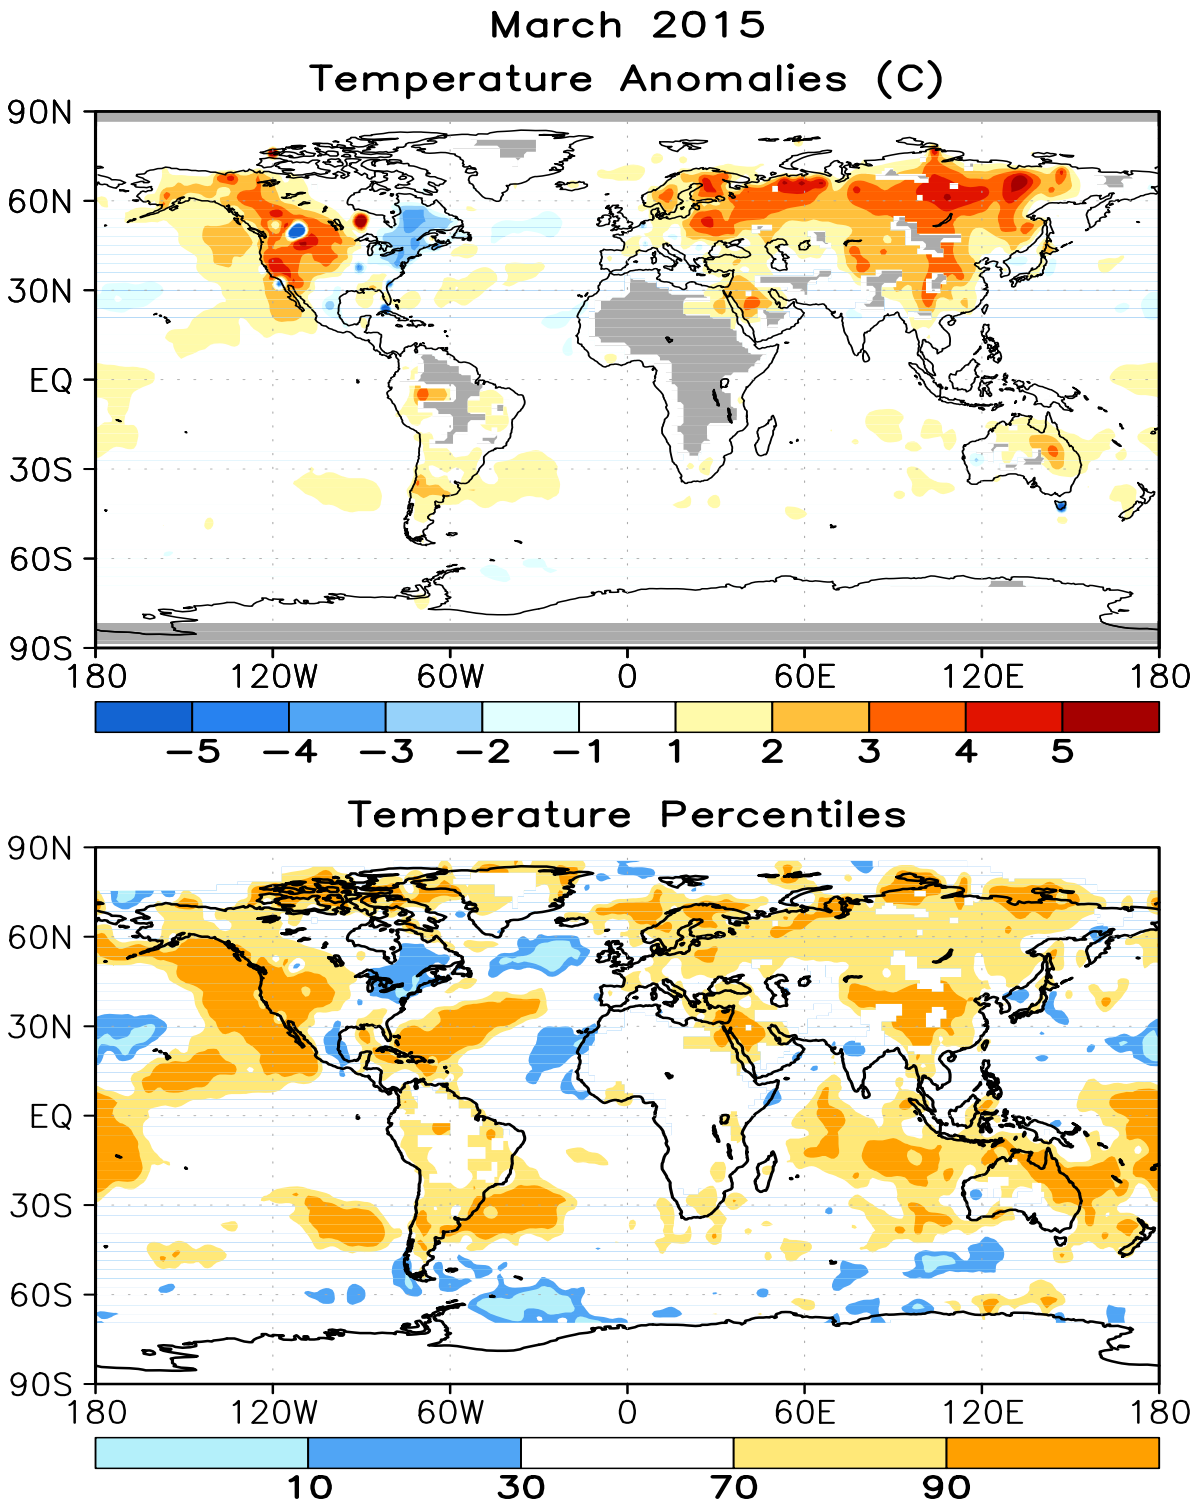 March 2015
Temperature Anomalies (C)
90N
60N
30N
EQ
30S
60S
90S
180 120W 60W 0 60E 120E 180
−5 −4 −3 −2 −1 1 2 3 4 5
Temperature Percentiles
90N
60N
30N
EQ
30S
60S
90S
180 120W 60W 0 60E 120E 180
10 30 70 90